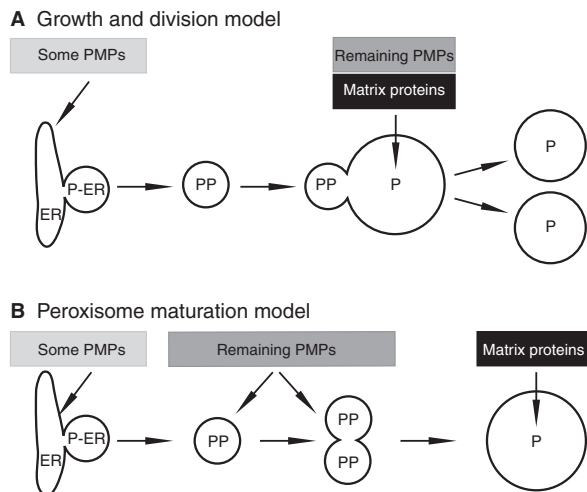 A Growth and division model
Some PMPs
Remaining PMPs
Matrix proteins
P-ER
ER
PP
PP
P
P
P
B Peroxisome maturation model
Some PMPs
Remaining PMPs
Matrix proteins
P-ER
ER
PP
PP
PP
P